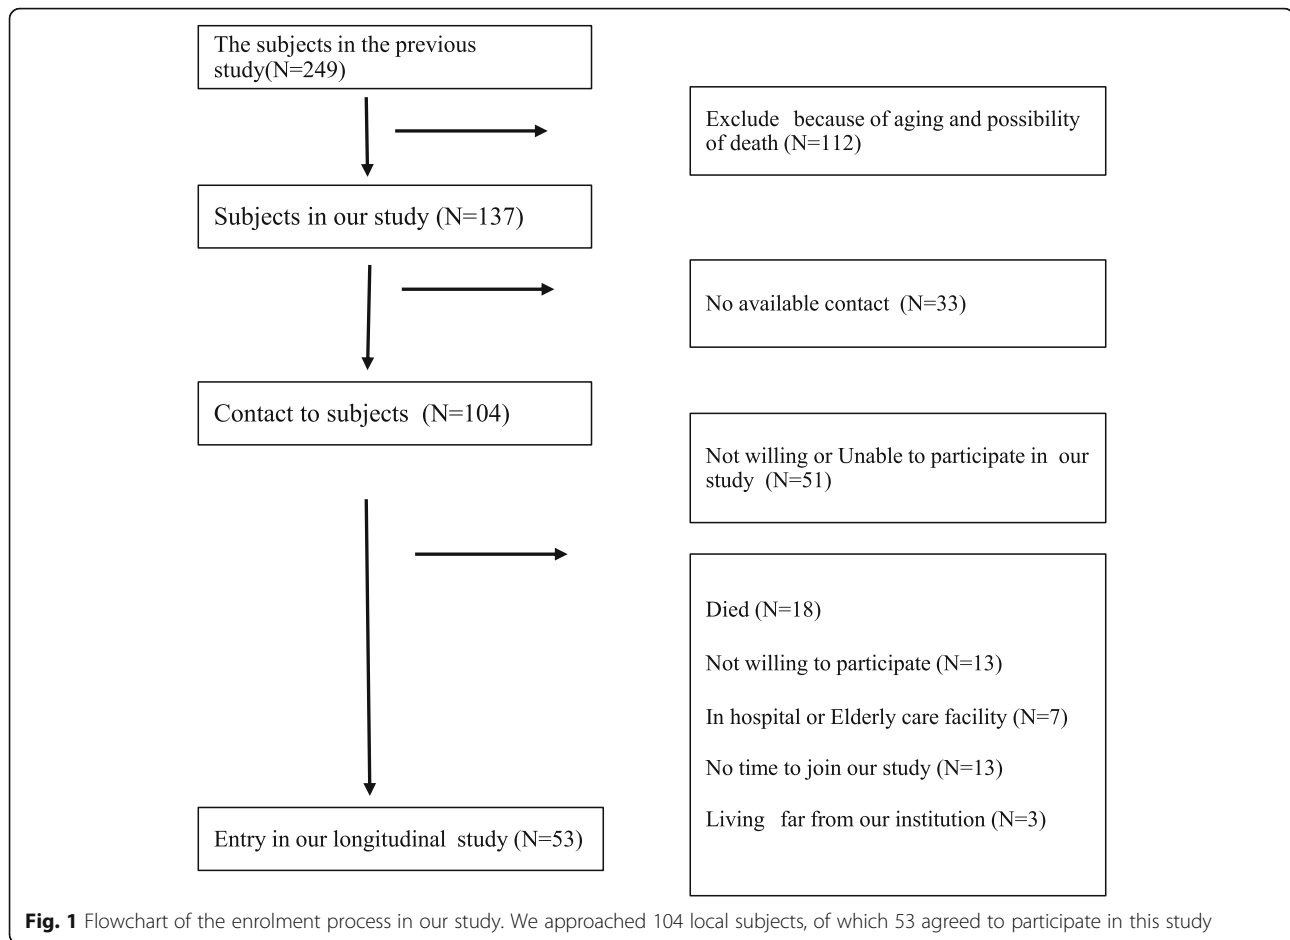 The subjects in the previous
study(N=249)
Exclude because of aging and possibility
of death (N=112)
Subjects in our study (N=137)
No available contact (N=33)
Contact to subjects (N=104)
Not willing or Unable to participate in our
study (N=51)
Died (N=18)
Not willing to participate (N=13)
In hospital or Elderly care facility (N=7)
No time to join our study (N=13)
Living far from our institution (N=3)
Entry in our longitudinal study (N=53)
Fig. 1 Flowchart of the enrolment process in our study. We approached 104 local subjects, of which 53 agreed to participate in this study